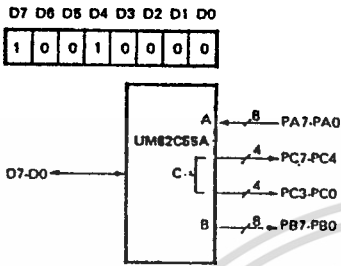 D7 D6 D5 D4 D3 D2 D1 D0
1 0 0 1 0 0 0 0
A 8 PA7-PA0
UM82C55A
4 PC7-PC4
D7-D0 C
4 PC3-PC0
B 8 PB7-PB0